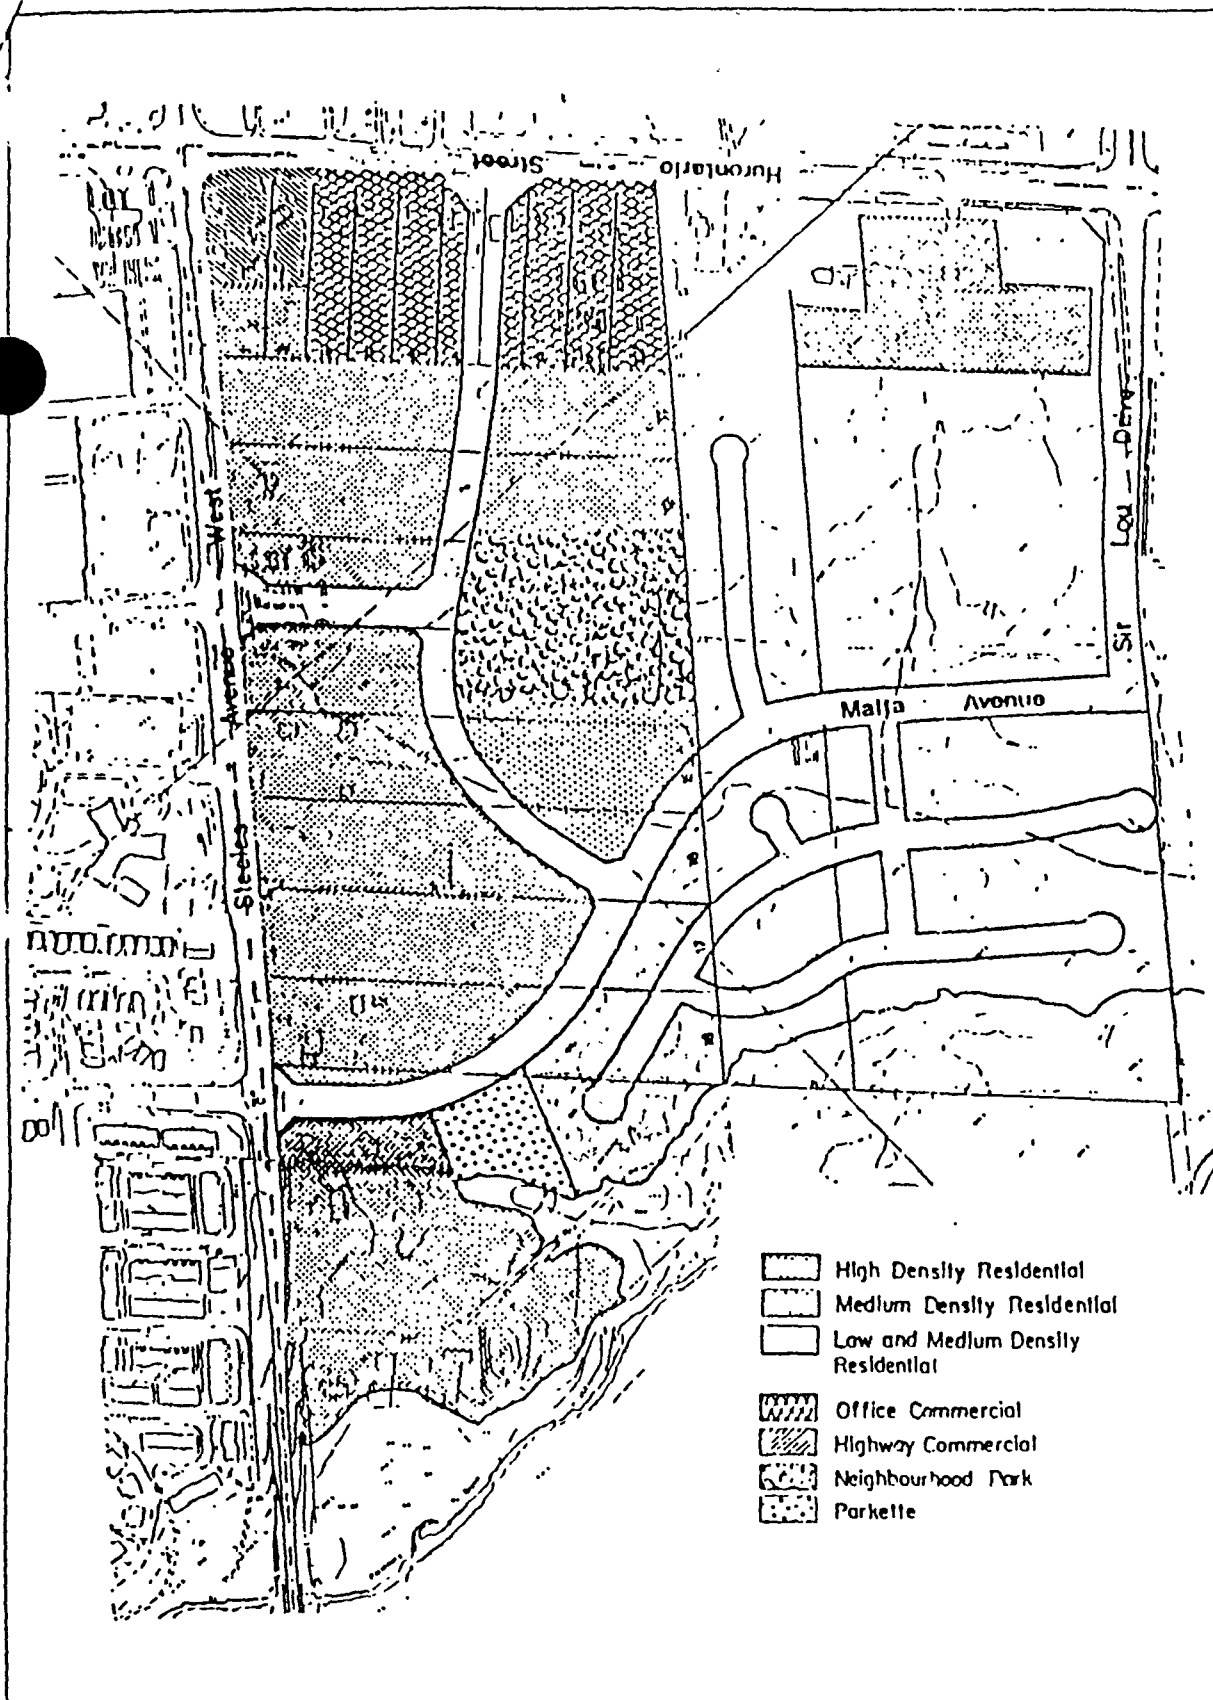 Hurontario Street
Steeles Avenue West
Sir Lou
Malta Avenue
High Density Residential
Medium Density Residential
Low and Medium Density
Residential
Office Commercial
Highway Commercial
Neighbourhood Park
Parkette